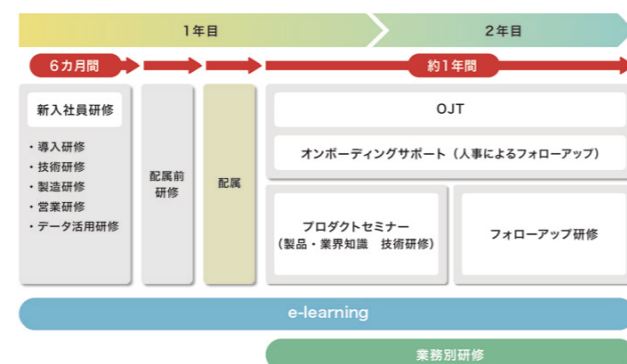 1年目
2年目
6カ月間
約1年間
新入社員研修
・導入研修
・技術研修
・製造研修
・営業研修
・データ活用研修
配属前
研修
配属
OJT
オンボーディングサポート（人事によるフォローアップ）
プロダクトセミナー
（製品・業界知識　技術研修）
フォローアップ研修
e-learning
業務別研修